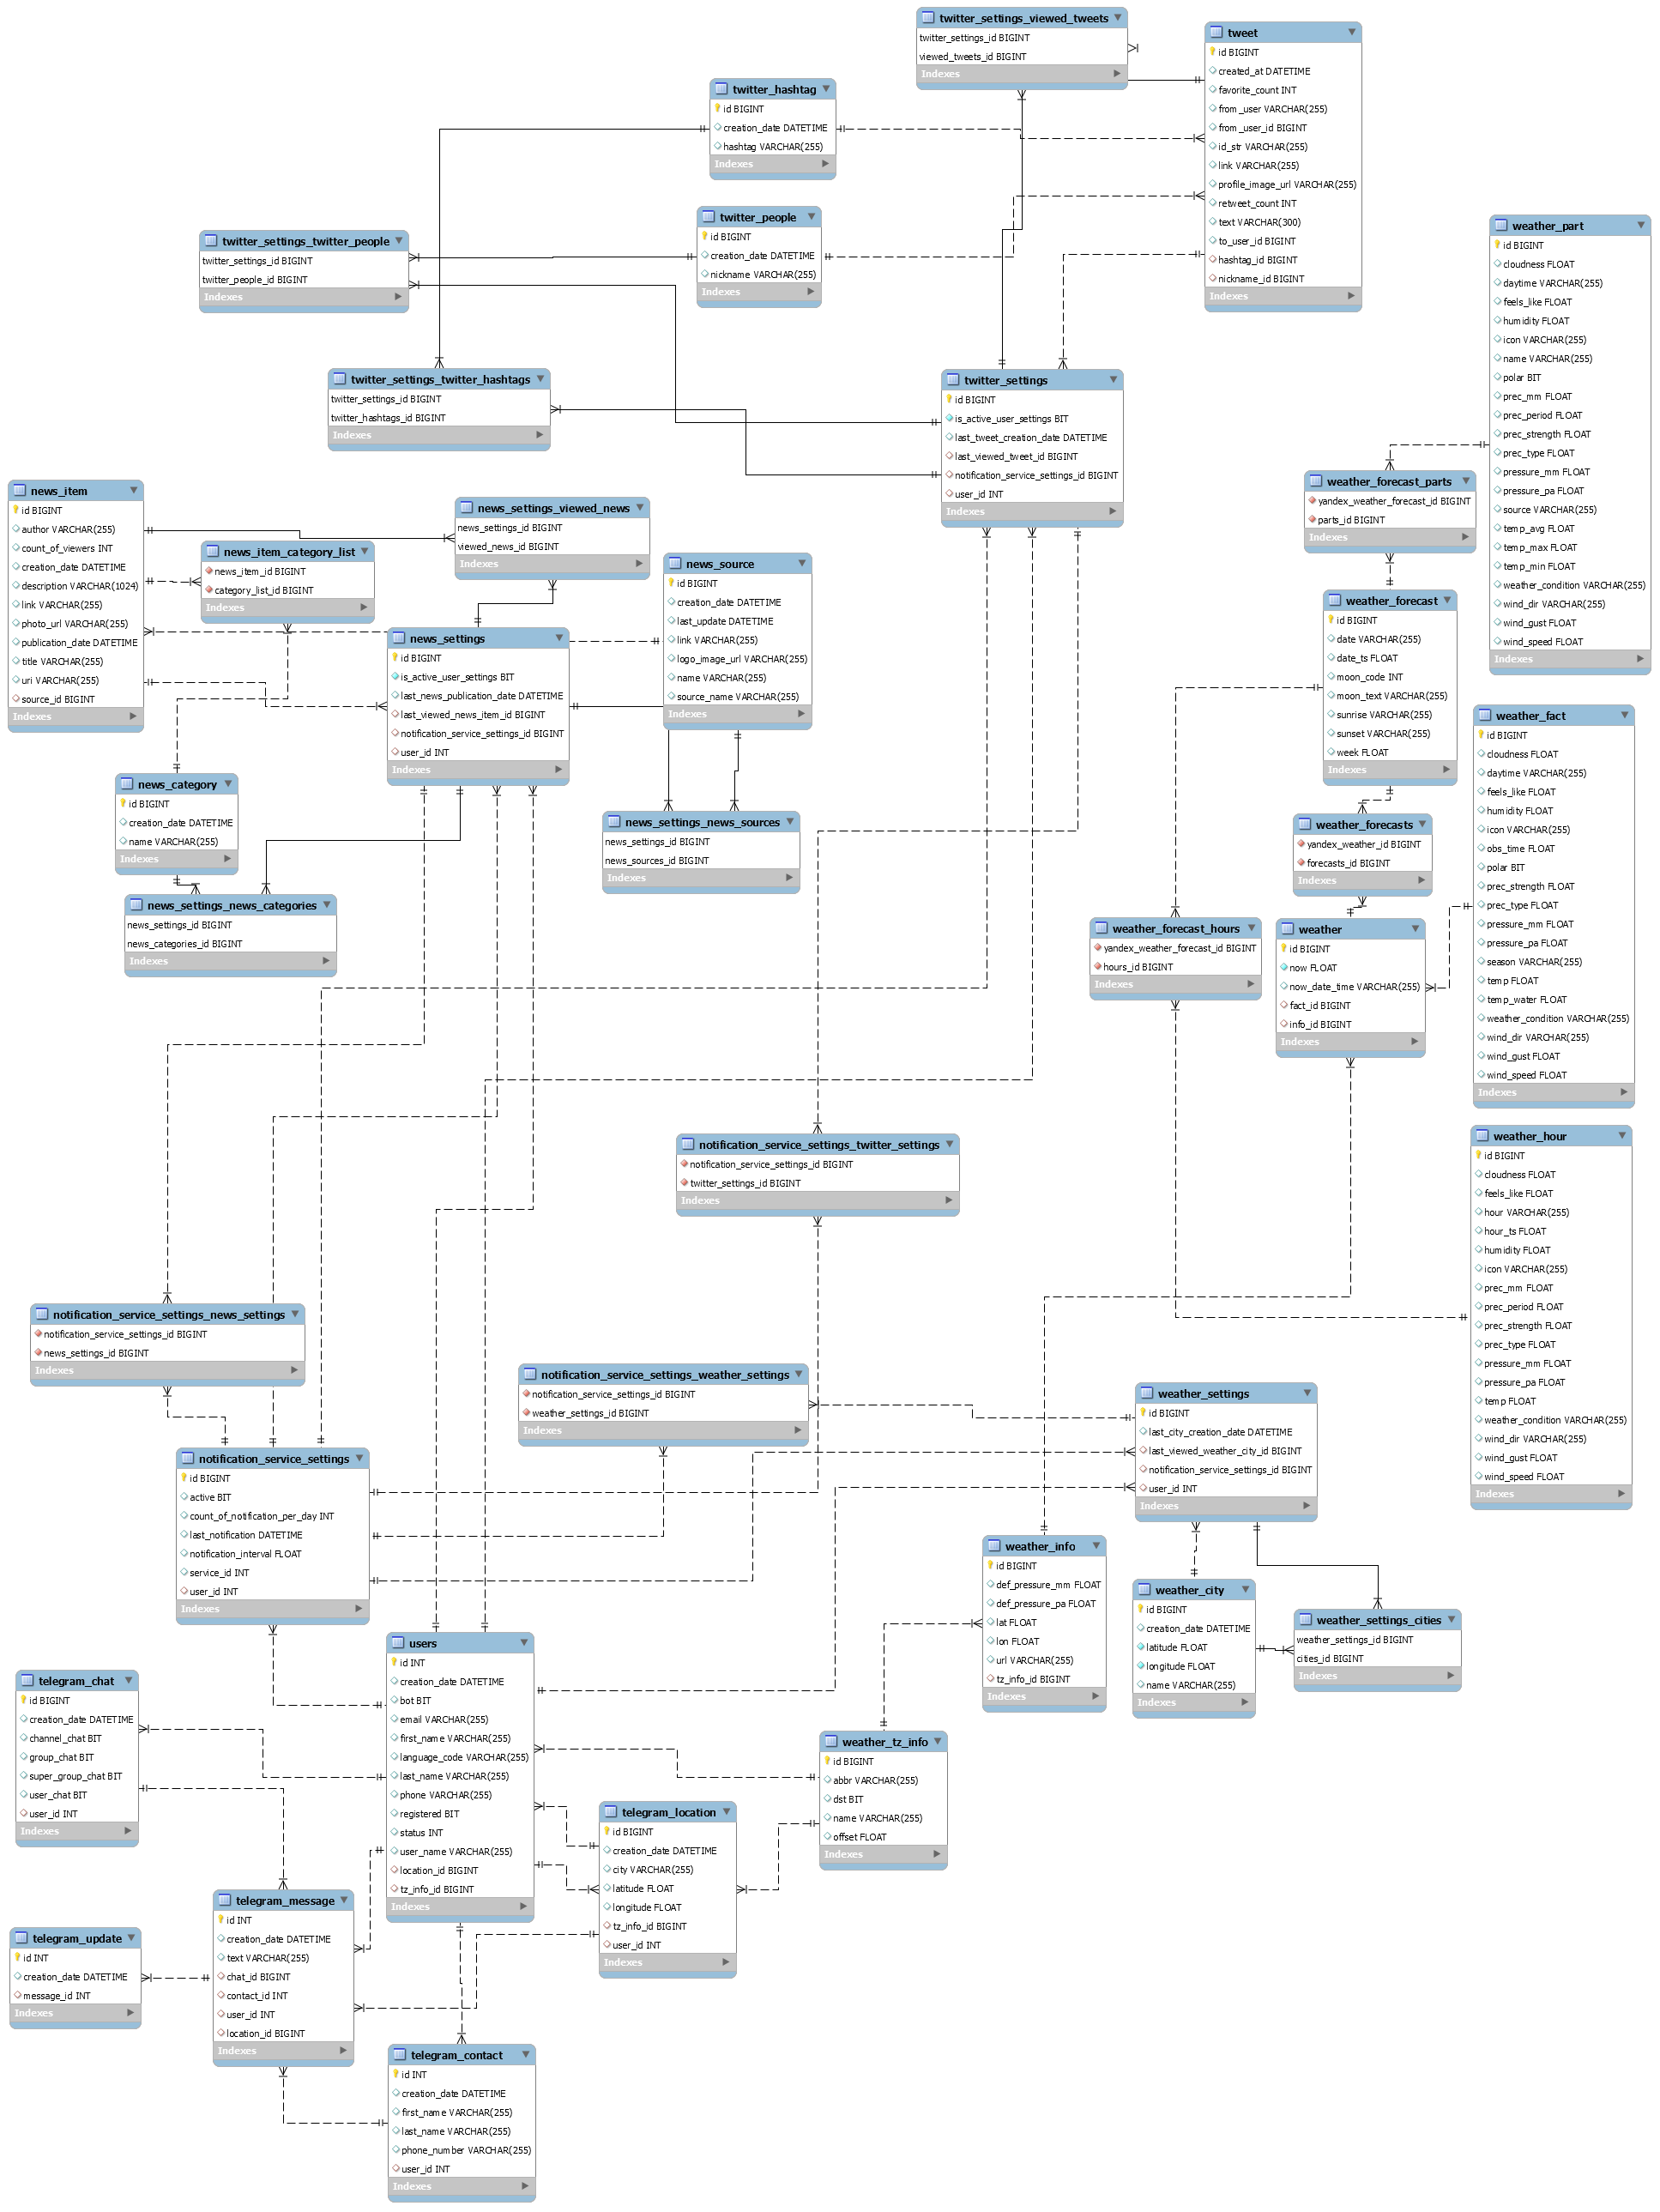 twitter_settings_viewed_tweets
twitter_settings_id BIGINT
viewed_tweets_id BIGINT
Indexes
tweet
id BIGINT
created_at DATETIME
favorite_count INT
from_user VARCHAR(255)
from_user_id BIGINT
id_str VARCHAR(255)
link VARCHAR(255)
profile_image_url VARCHAR(255)
retweet_count INT
text VARCHAR(300)
to_user_id BIGINT
hashtag_id BIGINT
nickname_id BIGINT
Indexes
twitter_hashtag
id BIGINT
creation_date DATETIME
hashtag VARCHAR(255)
Indexes
twitter_people
id BIGINT
creation_date DATETIME
nickname VARCHAR(255)
Indexes
twitter_settings_twitter_people
twitter_settings_id BIGINT
twitter_people_id BIGINT
Indexes
weather_part
id BIGINT
cloudness FLOAT
daytime VARCHAR(255)
feels_like FLOAT
humidity FLOAT
icon VARCHAR(255)
name VARCHAR(255)
polar BIT
prec_mm FLOAT
prec_period FLOAT
prec_strength FLOAT
prec_type FLOAT
pressure_mm FLOAT
pressure_pa FLOAT
source VARCHAR(255)
temp_avg FLOAT
temp_max FLOAT
temp_min FLOAT
weather_condition VARCHAR(255)
wind_dir VARCHAR(255)
wind_gust FLOAT
wind_speed FLOAT
Indexes
twitter_settings_twitter_hashtags
twitter_settings_id BIGINT
twitter_hashtags_id BIGINT
Indexes
twitter_settings
id BIGINT
is_active_user_settings BIT
last_tweet_creation_date DATETIME
last_viewed_tweet_id BIGINT
notification_service_settings_id BIGINT
user_id INT
Indexes
weather_forecast_parts
yandex_weather_forecast_id BIGINT
parts_id BIGINT
Indexes
news_item
id BIGINT
author VARCHAR(255)
count_of_viewers INT
creation_date DATETIME
description VARCHAR(1024)
link VARCHAR(255)
photo_url VARCHAR(255)
publication_date DATETIME
title VARCHAR(255)
uri VARCHAR(255)
source_id BIGINT
Indexes
news_settings_viewed_news
news_settings_id BIGINT
viewed_news_id BIGINT
Indexes
news_item_category_list
news_item_id BIGINT
category_list_id BIGINT
Indexes
news_source
id BIGINT
creation_date DATETIME
last_update DATETIME
link VARCHAR(255)
logo_image_url VARCHAR(255)
name VARCHAR(255)
source_name VARCHAR(255)
Indexes
weather_forecast
id BIGINT
date VARCHAR(255)
date_ts FLOAT
moon_code INT
moon_text VARCHAR(255)
sunrise VARCHAR(255)
sunset VARCHAR(255)
week FLOAT
Indexes
news_settings
id BIGINT
is_active_user_settings BIT
last_news_publication_date DATETIME
last_viewed_news_item_id BIGINT
notification_service_settings_id BIGINT
user_id INT
Indexes
weather_fact
id BIGINT
cloudness FLOAT
daytime VARCHAR(255)
feels_like FLOAT
humidity FLOAT
icon VARCHAR(255)
obs_time FLOAT
polar BIT
prec_strength FLOAT
prec_type FLOAT
pressure_mm FLOAT
pressure_pa FLOAT
season VARCHAR(255)
temp FLOAT
temp_water FLOAT
weather_condition VARCHAR(255)
wind_dir VARCHAR(255)
wind_gust FLOAT
wind_speed FLOAT
Indexes
news_category
id BIGINT
creation_date DATETIME
name VARCHAR(255)
Indexes
news_settings_news_sources
news_settings_id BIGINT
news_sources_id BIGINT
Indexes
weather_forecasts
yandex_weather_id BIGINT
forecasts_id BIGINT
Indexes
news_settings_news_categories
news_settings_id BIGINT
news_categories_id BIGINT
Indexes
weather_forecast_hours
yandex_weather_forecast_id BIGINT
hours_id BIGINT
Indexes
weather
id BIGINT
now FLOAT
now_date_time VARCHAR(255)
fact_id BIGINT
info_id BIGINT
Indexes
notification_service_settings_twitter_settings
notification_service_settings_id BIGINT
twitter_settings_id BIGINT
Indexes
weather_hour
id BIGINT
cloudness FLOAT
feels_like FLOAT
hour VARCHAR(255)
hour_ts FLOAT
humidity FLOAT
icon VARCHAR(255)
prec_mm FLOAT
prec_period FLOAT
prec_strength FLOAT
prec_type FLOAT
pressure_mm FLOAT
pressure_pa FLOAT
temp FLOAT
weather_condition VARCHAR(255)
wind_dir VARCHAR(255)
wind_gust FLOAT
wind_speed FLOAT
Indexes
notification_service_settings_news_settings
notification_service_settings_id BIGINT
news_settings_id BIGINT
Indexes
notification_service_settings_weather_settings
notification_service_settings_id BIGINT
weather_settings_id BIGINT
Indexes
weather_settings
id BIGINT
last_city_creation_date DATETIME
last_viewed_weather_city_id BIGINT
notification_service_settings_id BIGINT
user_id INT
Indexes
notification_service_settings
id BIGINT
active BIT
count_of_notification_per_day INT
last_notification DATETIME
notification_interval FLOAT
service_id INT
user_id INT
Indexes
weather_info
id BIGINT
def_pressure_mm FLOAT
def_pressure_pa FLOAT
lat FLOAT
lon FLOAT
url VARCHAR(255)
tz_info_id BIGINT
Indexes
weather_city
id BIGINT
creation_date DATETIME
latitude FLOAT
longitude FLOAT
name VARCHAR(255)
Indexes
weather_settings_cities
weather_settings_id BIGINT
cities_id BIGINT
Indexes
users
id INT
creation_date DATETIME
bot BIT
email VARCHAR(255)
first_name VARCHAR(255)
language_code VARCHAR(255)
last_name VARCHAR(255)
phone VARCHAR(255)
registered BIT
status INT
user_name VARCHAR(255)
location_id BIGINT
tz_info_id BIGINT
Indexes
telegram_chat
id BIGINT
creation_date DATETIME
channel_chat BIT
group_chat BIT
super_group_chat BIT
user_chat BIT
user_id INT
Indexes
weather_tz_info
id BIGINT
abbr VARCHAR(255)
dst BIT
name VARCHAR(255)
offset FLOAT
Indexes
telegram_location
id BIGINT
creation_date DATETIME
city VARCHAR(255)
latitude FLOAT
longitude FLOAT
tz_info_id BIGINT
user_id INT
Indexes
telegram_message
id INT
creation_date DATETIME
text VARCHAR(255)
chat_id BIGINT
contact_id INT
user_id INT
location_id BIGINT
Indexes
telegram_update
id INT
creation_date DATETIME
message_id INT
Indexes
telegram_contact
id INT
creation_date DATETIME
first_name VARCHAR(255)
last_name VARCHAR(255)
phone_number VARCHAR(255)
user_id INT
Indexes